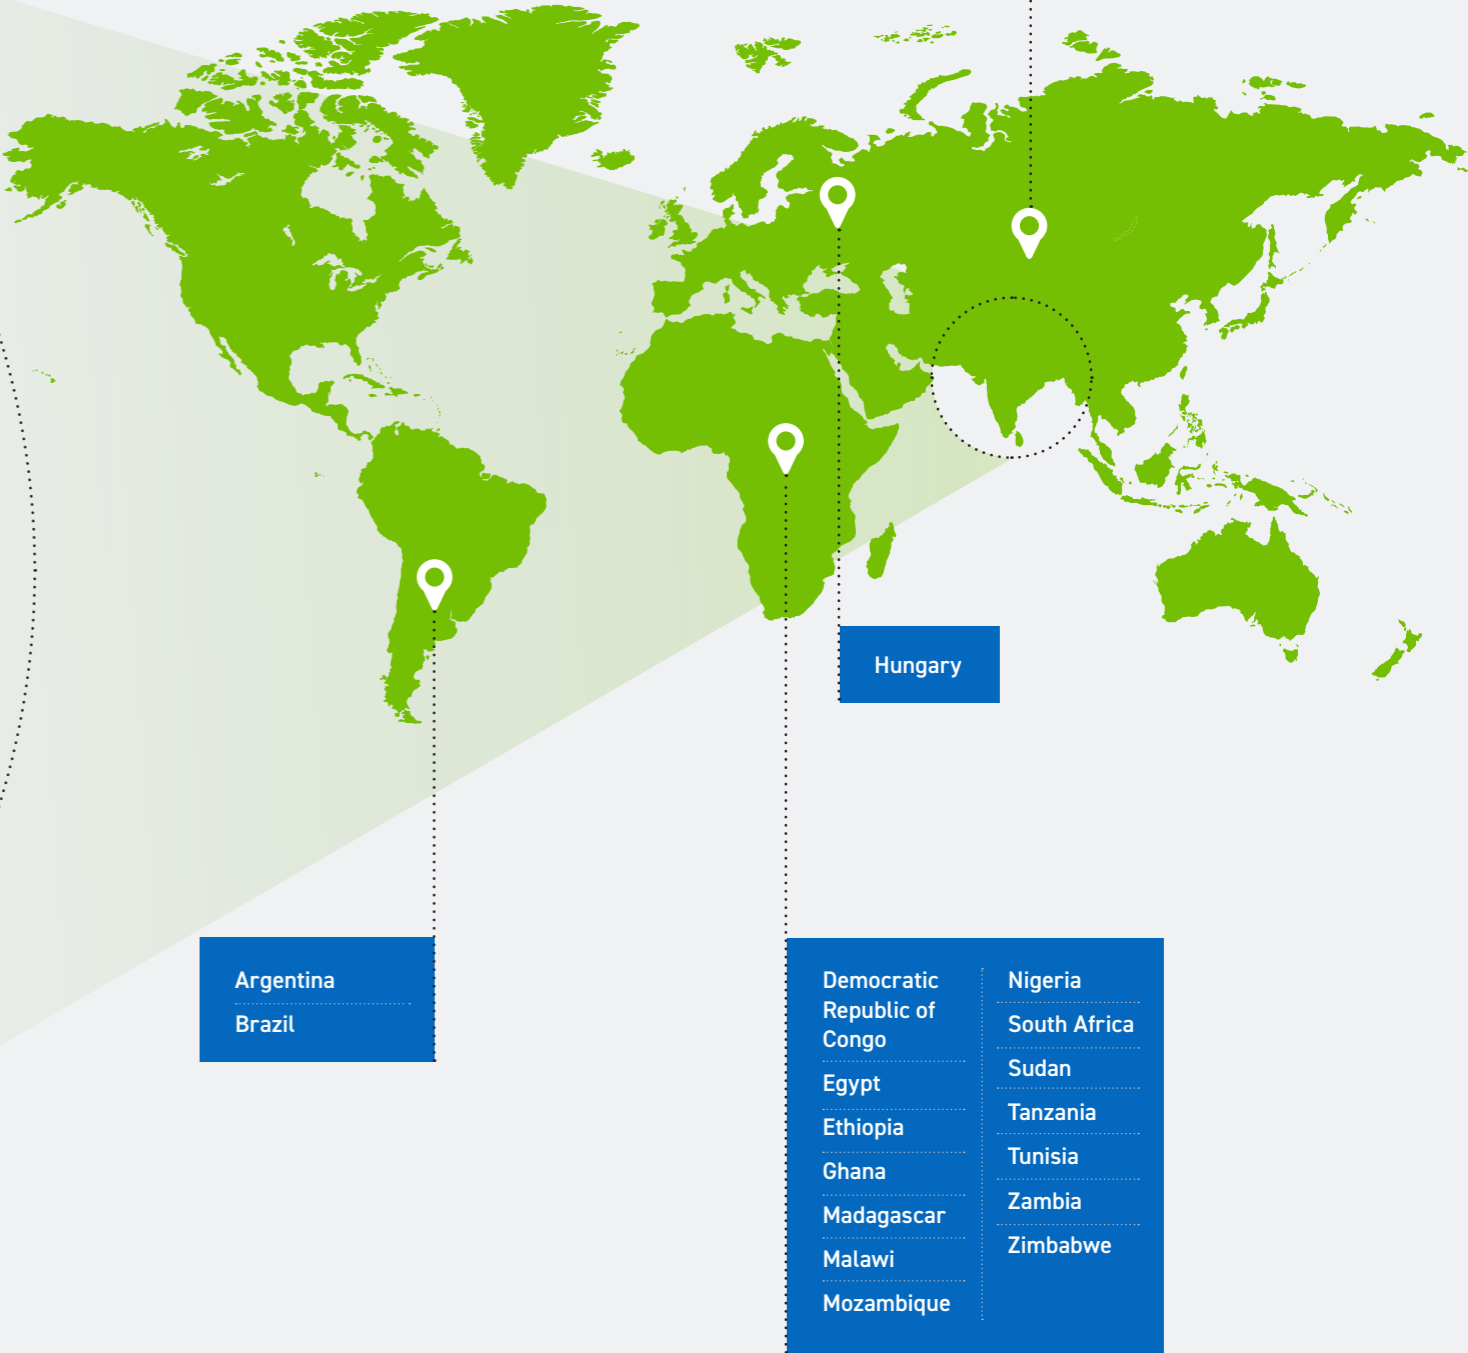 Hungary
Argentina
Brazil
Democratic
Republic of
Congo
Egypt
Ethiopia
Ghana
Madagascar
Malawi
Mozambique
Nigeria
South Africa
Sudan
Tanzania
Tunisia
Zambia
Zimbabwe